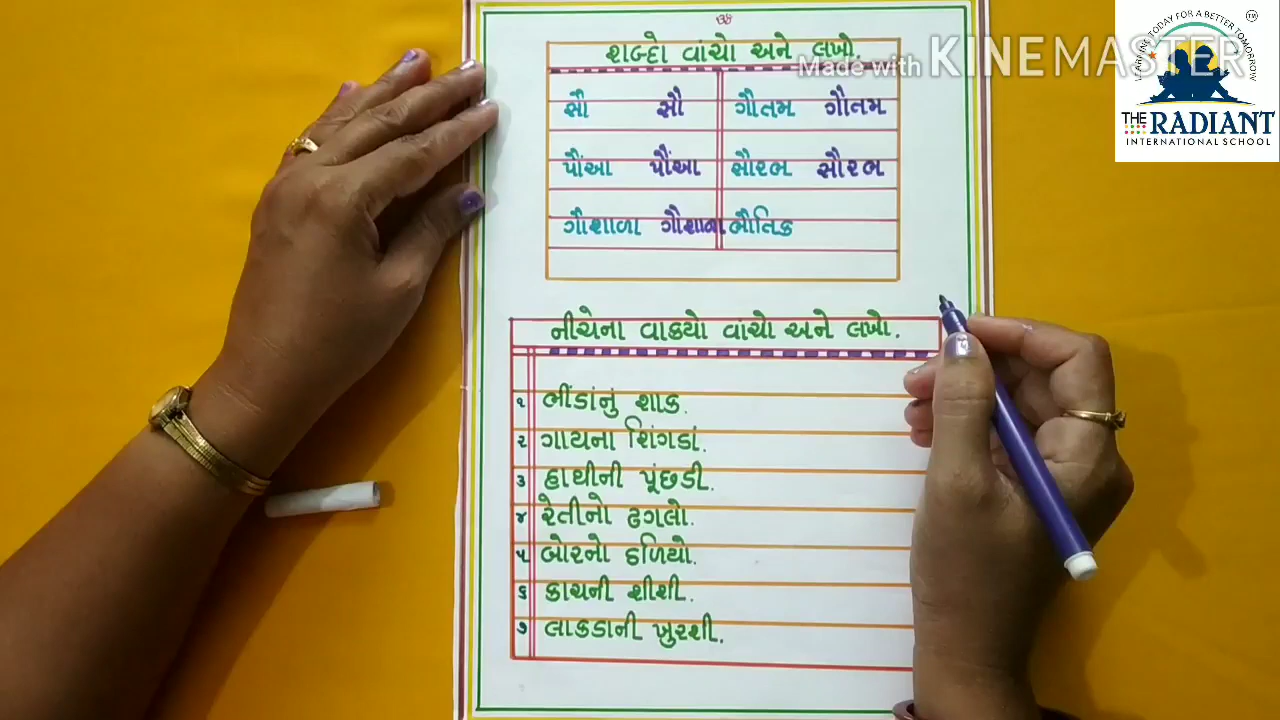 ૐ
શબ્દો વાંચો અને લખો.
સૌ સૌ ગૌતમ ગૌતમ
પૌંઆ પૌંઆ સૌરભ સૌરભ
ગૌશાળા ગૌશાળા ભૌતિક
નીચેના વાક્યો વાંચો અને લખો.
૧ ભીંડાંનું શાક.
૨ ગાયના શિંગડાં.
૩ હાથીની પૂંછડી.
૪ રેતીનો ઢગલો.
૫ બોરનો ઠળિયો.
૬ કાચની શીશી.
૭ લાકડાની ખુરશી.
Made with KINEMASTER
TODAY FOR A BETTER TOMORROW
TM
THE RADIANT
INTERNATIONAL SCHOOL